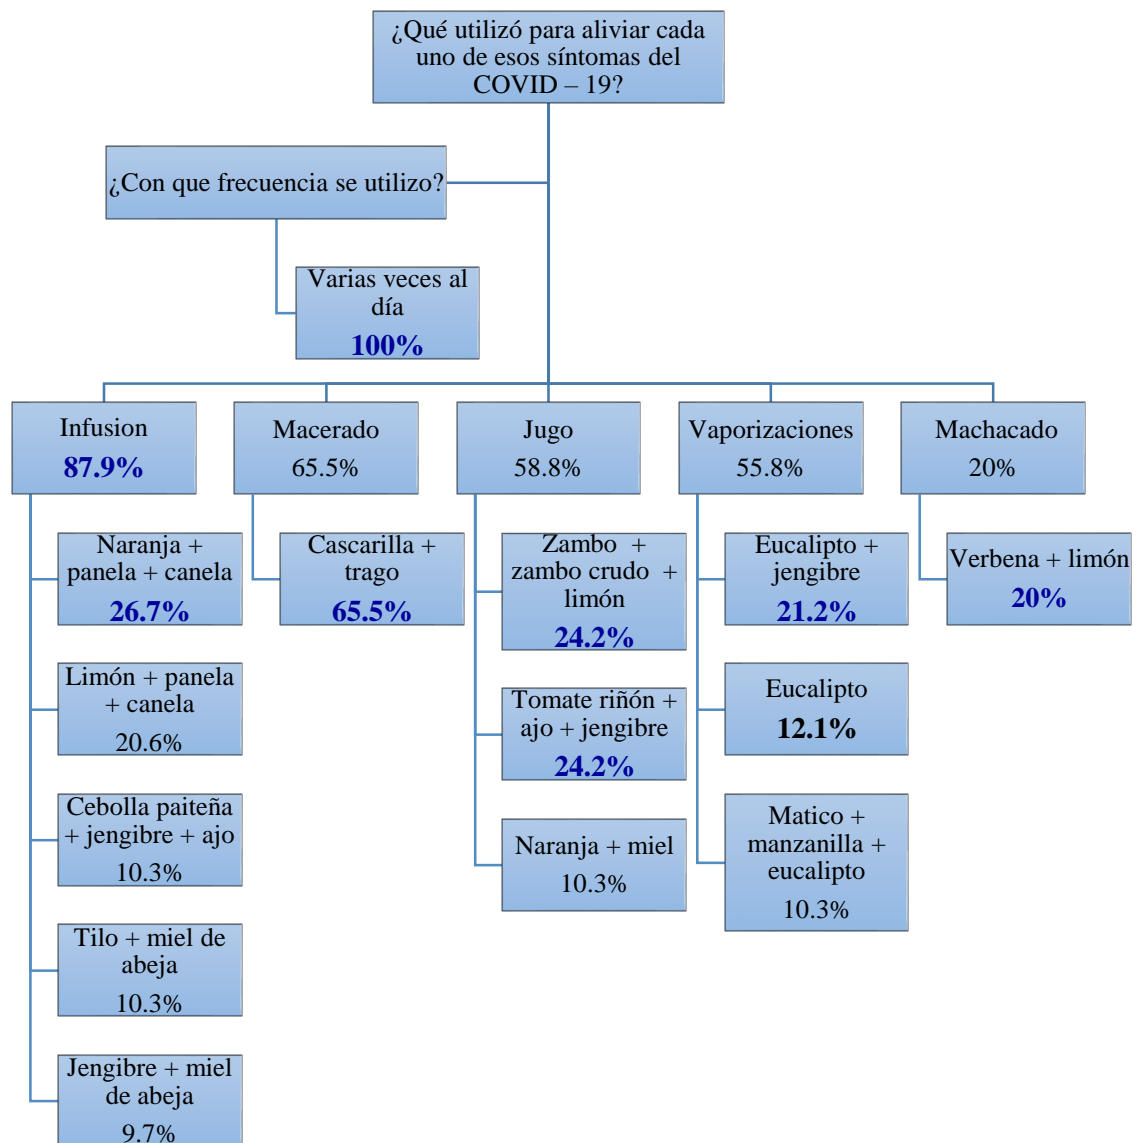 ¿Qué utilizó para aliviar cada
uno de esos síntomas del
COVID – 19?
¿Con que frecuencia se utilizo?
Varias veces al
día
100%
Infusion
87.9%
Naranja +
panela + canela
26.7%
Limón + panela
+ canela
20.6%
Cebolla paiteña
+ jengibre + ajo
10.3%
Tilo + miel de
abeja
10.3%
Jengibre + miel
de abeja
9.7%
Macerado
65.5%
Cascarilla +
trago
65.5%
Jugo
58.8%
Zambo + 
zambo crudo +
limón
24.2%
Tomate riñón +
ajo + jengibre
24.2%
Naranja + miel
10.3%
Vaporizaciones
55.8%
Eucalipto +
jengibre
21.2%
Eucalipto
12.1%
Matico +
manzanilla +
eucalipto
10.3%
Machacado
20%
Verbena + limón
20%